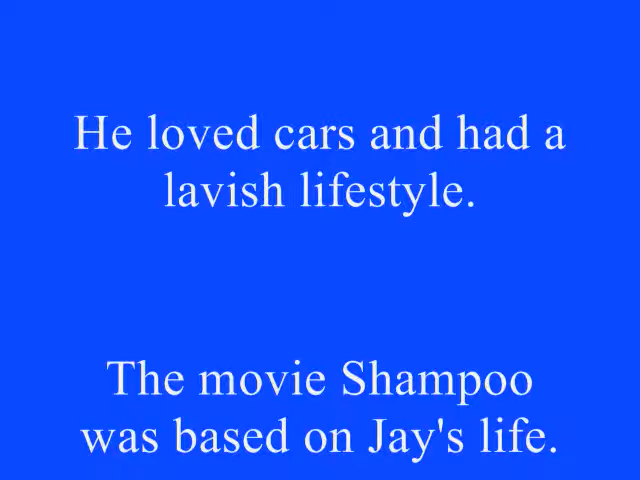 He loved cars and had a
lavish lifestyle.
The movie Shampoo
was based on Jay's life.